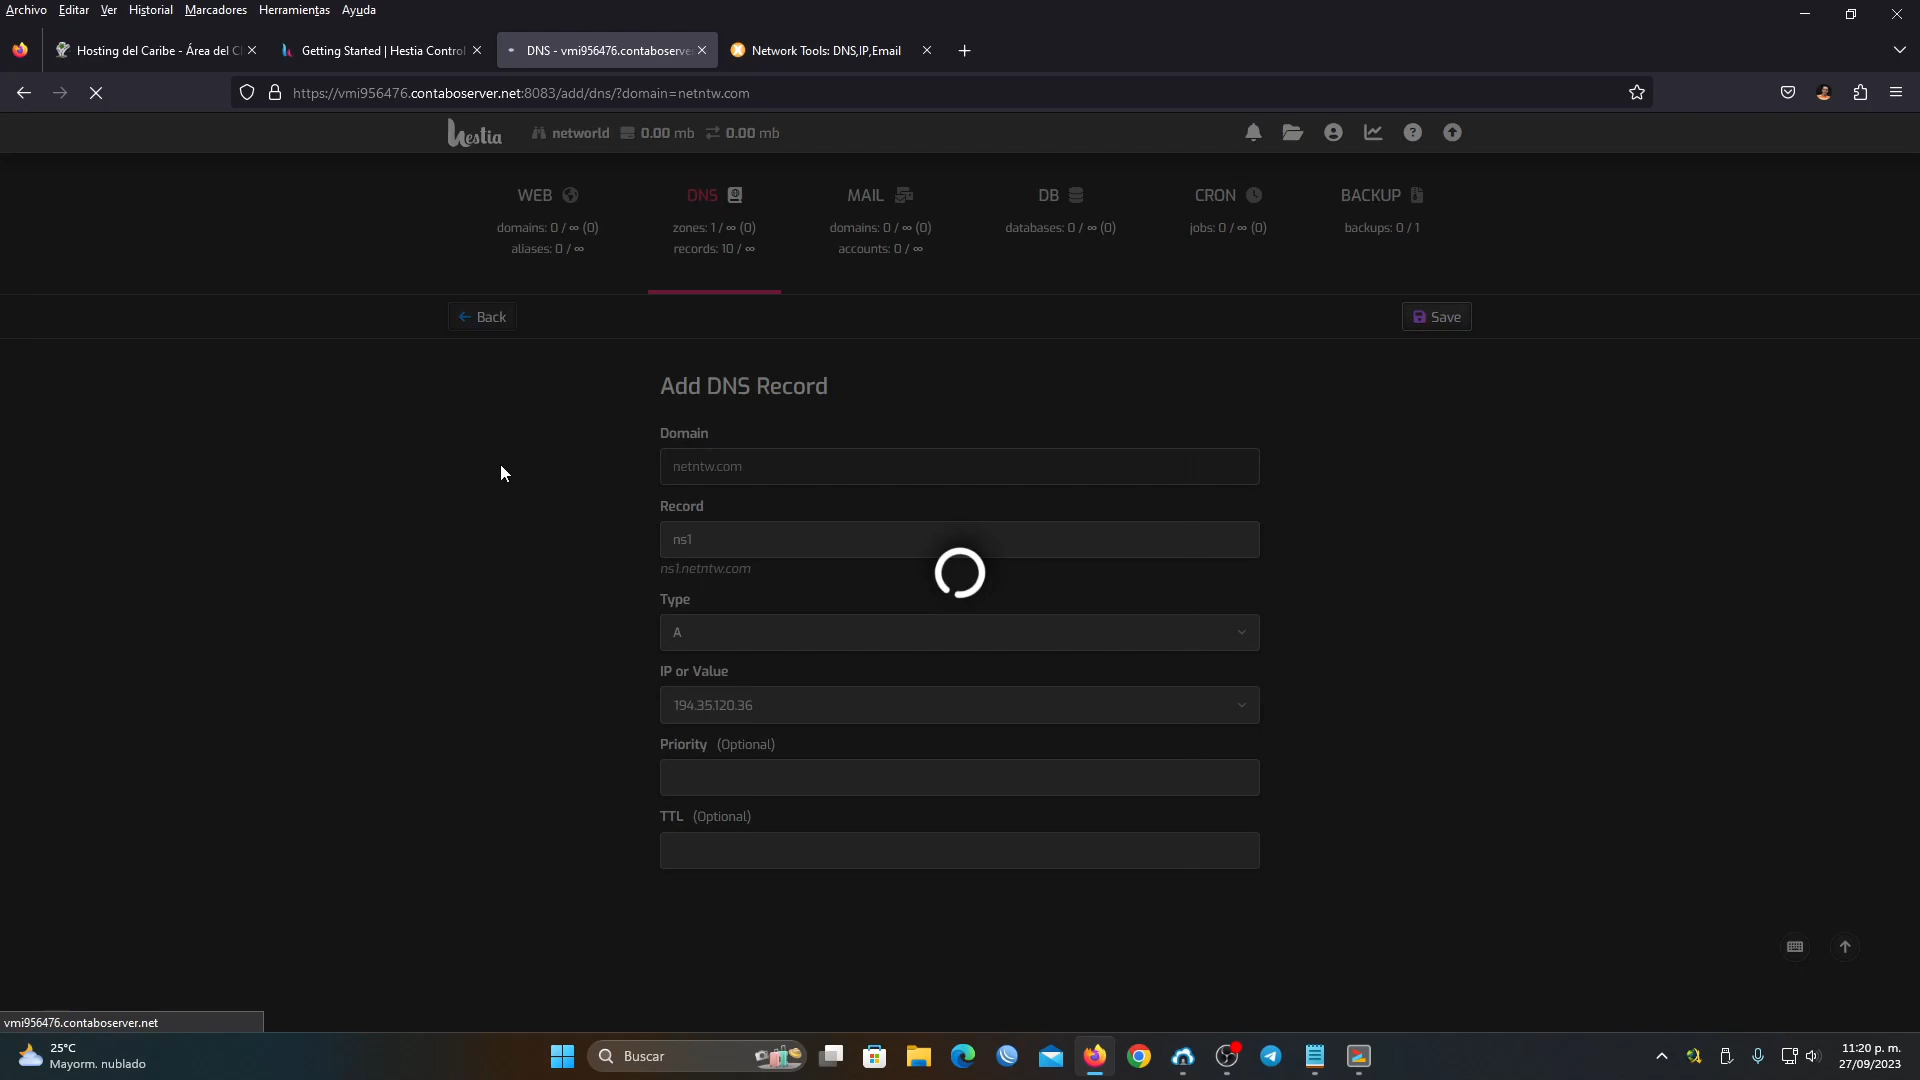 Archivo Editar Ver Historial Marcadores Herramientas Ayuda
Hosting del Caribe - Área del Cl
Getting Started | Hestia Control
DNS - vmi956476.contaboserver
Network Tools: DNS,IP,Email
https://vmi956476.contaboserver.net:8083/add/dns/?domain=netntw.com
Hestia networld 0.00 mb 0.00 mb
WEB
domains: 0 / ∞ (0)
aliases: 0 / ∞
DNS
zones: 1 / ∞ (0)
records: 10 / ∞
MAIL
domains: 0 / ∞ (0)
accounts: 0 / ∞
DB
databases: 0 / ∞ (0)
CRON
jobs: 0 / ∞ (0)
BACKUP
backups: 0 / 1
Back
Save
Add DNS Record
Domain
netntw.com
Record
ns1
ns1.netntw.com
Type
A
IP or Value
194.35.120.36
Priority (Optional)
TTL (Optional)
vmi956476.contaboserver.net
25°C
Mayorm. nublado
Buscar
11:20 p. m.
27/09/2023